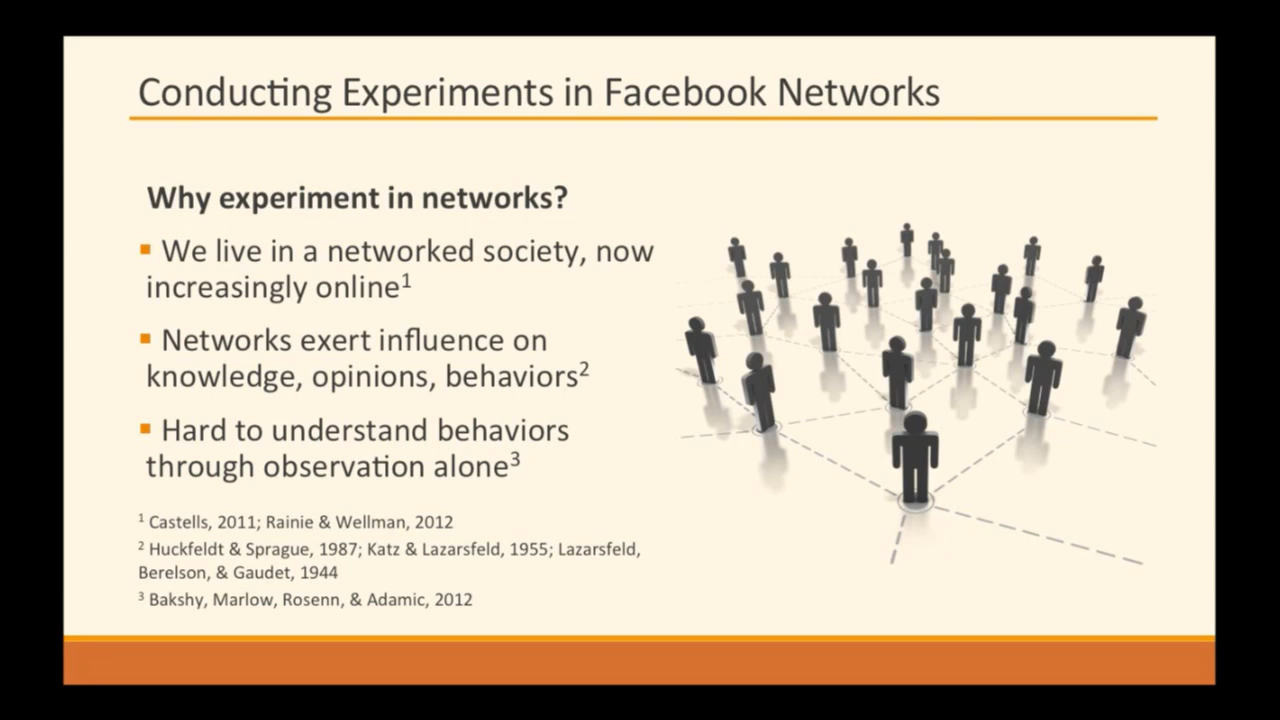 Conducting Experiments in Facebook Networks
Why experiment in networks?
▪ We live in a networked society, now
increasingly online¹
▪ Networks exert influence on
knowledge, opinions, behaviors²
▪ Hard to understand behaviors
through observation alone³
¹ Castells, 2011; Rainie & Wellman, 2012
² Huckfeldt & Sprague, 1987; Katz & Lazarsfeld, 1955; Lazarsfeld,
Berelson, & Gaudet, 1944
³ Bakshy, Marlow, Rosenn, & Adamic, 2012